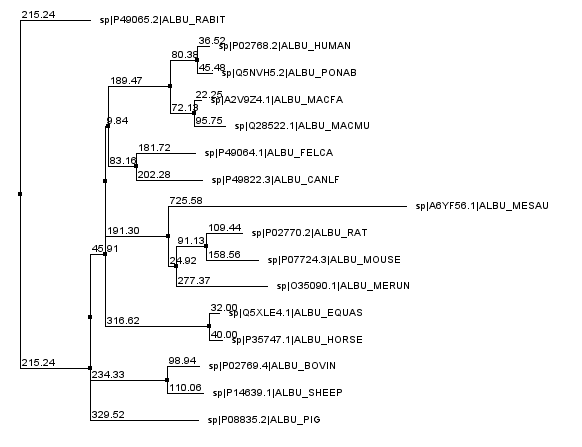 215.24 sp|P49065.2|ALBU_RABIT
36.52 sp|P02768.2|ALBU_HUMAN
80.38
45.48 sp|Q5NVH5.2|ALBU_PONAB
189.47
22.25 sp|A2V9Z4.1|ALBU_MACFA
72.13
95.75 sp|Q28522.1|ALBU_MACMU
9.84
181.72 sp|P49064.1|ALBU_FELCA
83.16
202.28 sp|P49822.3|ALBU_CANLF
725.58 sp|A6YF56.1|ALBU_MESAU
191.30
109.44 sp|P02770.2|ALBU_RAT
91.13
158.56 sp|P07724.3|ALBU_MOUSE
45.91
24.92
277.37 sp|O35090.1|ALBU_MERUN
32.00 sp|Q5XLE4.1|ALBU_EQUAS
316.62
40.00 sp|P35747.1|ALBU_HORSE
215.24
98.94 sp|P02769.4|ALBU_BOVIN
234.33
110.06 sp|P14639.1|ALBU_SHEEP
329.52 sp|P08835.2|ALBU_PIG